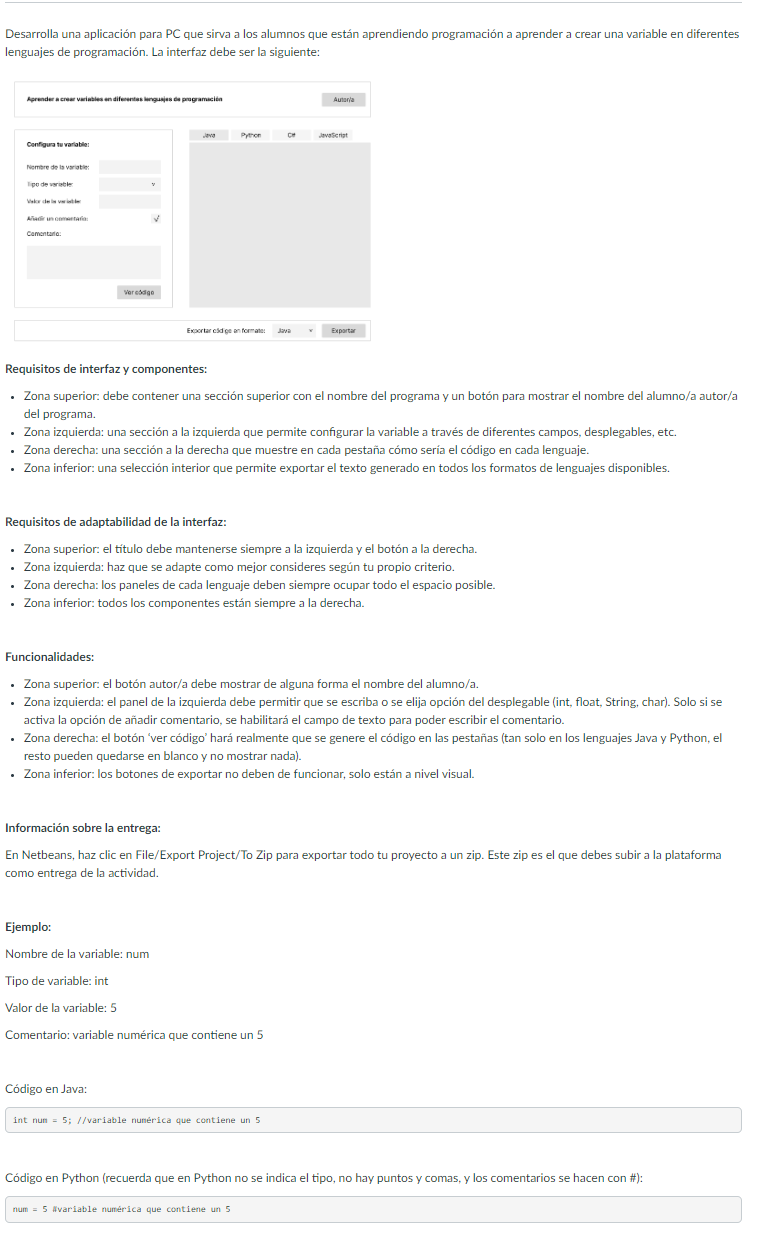 Desarrolla una aplicación para PC que sirva a los alumnos que están aprendiendo programación a aprender a crear una variable en diferentes
lenguajes de programación. La interfaz debe ser la siguiente:
Aprender a crear variables en diferentes lenguajes de programación
Autor/a
Configura tu variable:
Nombre de la variable:
Tipo de variable:
Valor de la variable:
Añadir un comentario:
Comentario:
Ver código
Java Python C# JavaScript
Exportar código en formato: Java Exportar
Requisitos de interfaz y componentes:
• Zona superior: debe contener una sección superior con el nombre del programa y un botón para mostrar el nombre del alumno/a autor/a
del programa.
• Zona izquierda: una sección a la izquierda que permite configurar la variable a través de diferentes campos, desplegables, etc.
• Zona derecha: una sección a la derecha que muestre en cada pestaña cómo sería el código en cada lenguaje.
• Zona inferior: una selección interior que permite exportar el texto generado en todos los formatos de lenguajes disponibles.
Requisitos de adaptabilidad de la interfaz:
• Zona superior: el título debe mantenerse siempre a la izquierda y el botón a la derecha.
• Zona izquierda: haz que se adapte como mejor consideres según tu propio criterio.
• Zona derecha: los paneles de cada lenguaje deben siempre ocupar todo el espacio posible.
• Zona inferior: todos los componentes están siempre a la derecha.
Funcionalidades:
• Zona superior: el botón autor/a debe mostrar de alguna forma el nombre del alumno/a.
• Zona izquierda: el panel de la izquierda debe permitir que se escriba o se elija opción del desplegable (int, float, String, char). Solo si se
activa la opción de añadir comentario, se habilitará el campo de texto para poder escribir el comentario.
• Zona derecha: el botón 'ver código' hará realmente que se genere el código en las pestañas (tan solo en los lenguajes Java y Python, el
resto pueden quedarse en blanco y no mostrar nada).
• Zona inferior: los botones de exportar no deben de funcionar, solo están a nivel visual.
Información sobre la entrega:
En Netbeans, haz clic en File/Export Project/To Zip para exportar todo tu proyecto a un zip. Este zip es el que debes subir a la plataforma
como entrega de la actividad.
Ejemplo:
Nombre de la variable: num
Tipo de variable: int
Valor de la variable: 5
Comentario: variable numérica que contiene un 5
Código en Java:
int num = 5; //variable numérica que contiene un 5
Código en Python (recuerda que en Python no se indica el tipo, no hay puntos y comas, y los comentarios se hacen con #):
num = 5 #variable numérica que contiene un 5